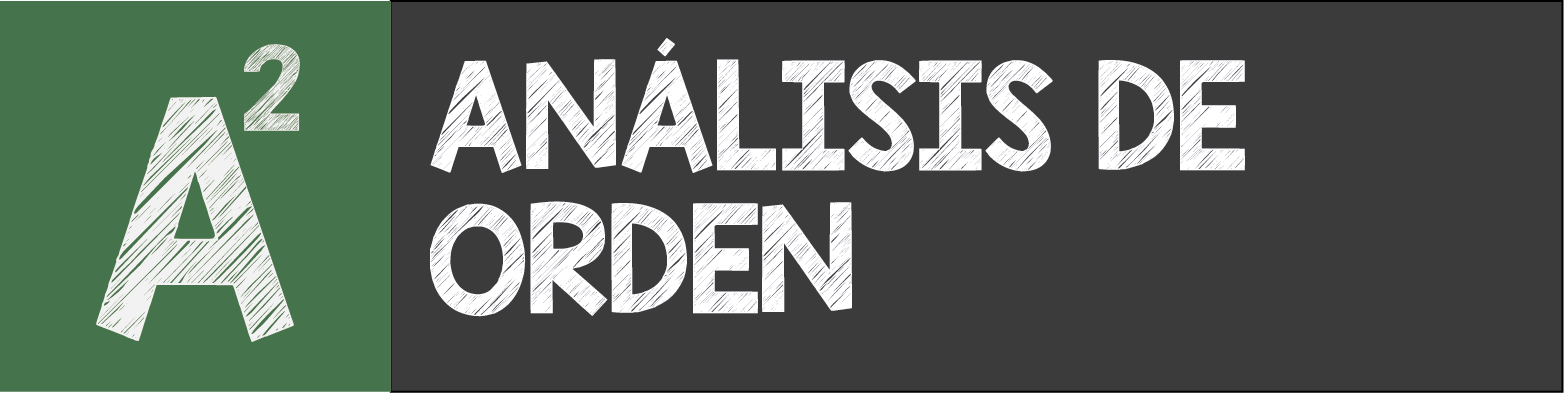 A²
ANÁLISIS DE
ORDEN